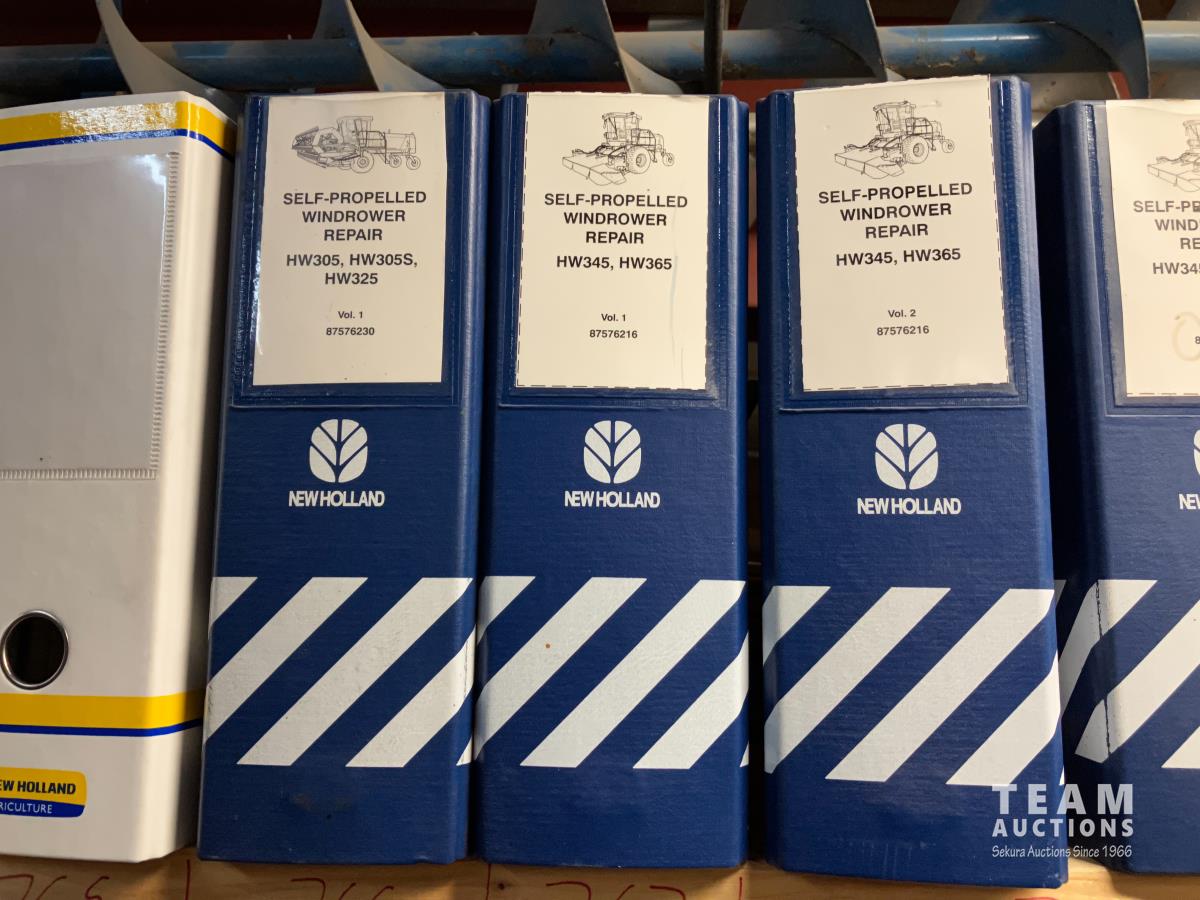 NEW HOLLAND
SELF-PROPELLED
WINDROWER
REPAIR
HW305, HW305S,
HW325
Vol. 1
87576230
NEW HOLLAND
SELF-PROPELLED
WINDROWER
REPAIR
HW345, HW365
Vol. 1
87576216
NEW HOLLAND
SELF-PROPELLED
WINDROWER
REPAIR
HW345, HW365
Vol. 2
87576216
NEW HOLLAND
TEAM
AUCTIONS
Sekura Auctions Since 1966